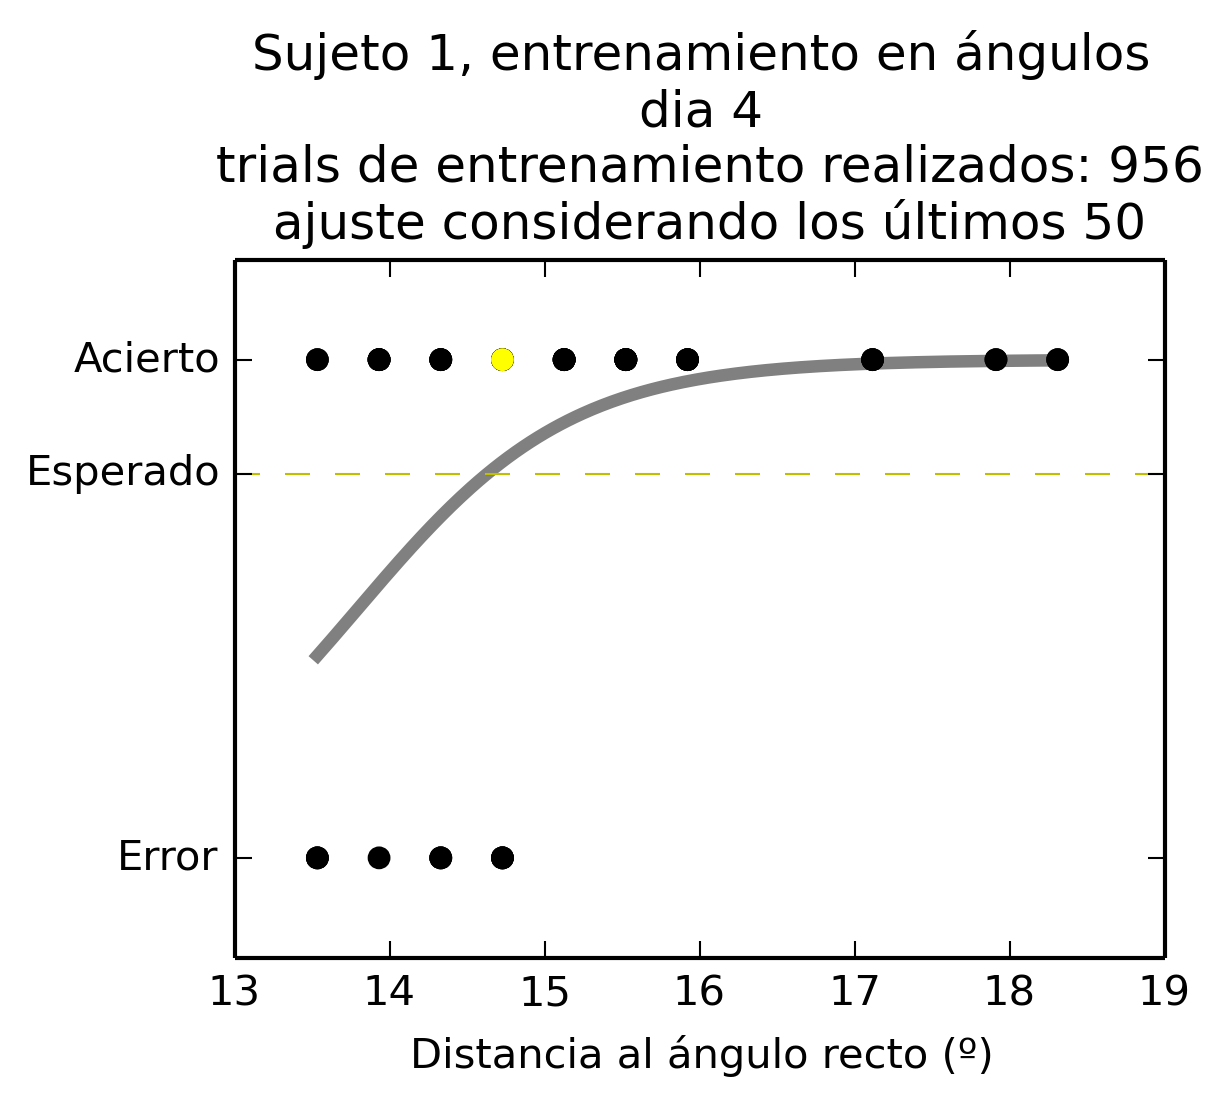 Sujeto 1, entrenamiento en ángulos
dia 4
trials de entrenamiento realizados: 956
ajuste considerando los últimos 50
Acierto
Esperado
Error
13 14 15 16 17 18 19
Distancia al ángulo recto (º)